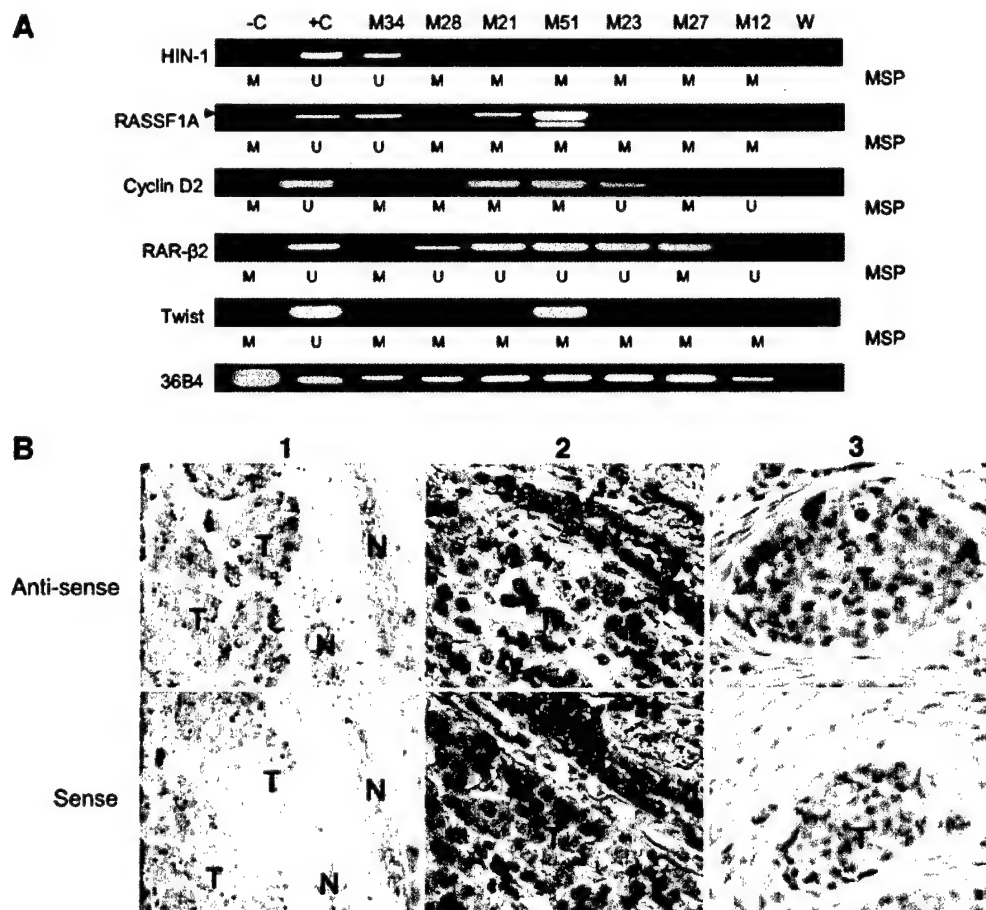 A
-C +C M34 M28 M21 M51 M23 M27 M12 W
HIN-1
M U U M M M M M M MSP
RASSF1A
M U U M M M M M M MSP
Cyclin D2
M U M M M M U M U MSP
RAR-β2
M U M U U U U M U MSP
Twist
M U M M M M M M M MSP
36B4
B 1 2 3
Anti-sense
T N T
T T
N
Sense
T N
T
T
T N